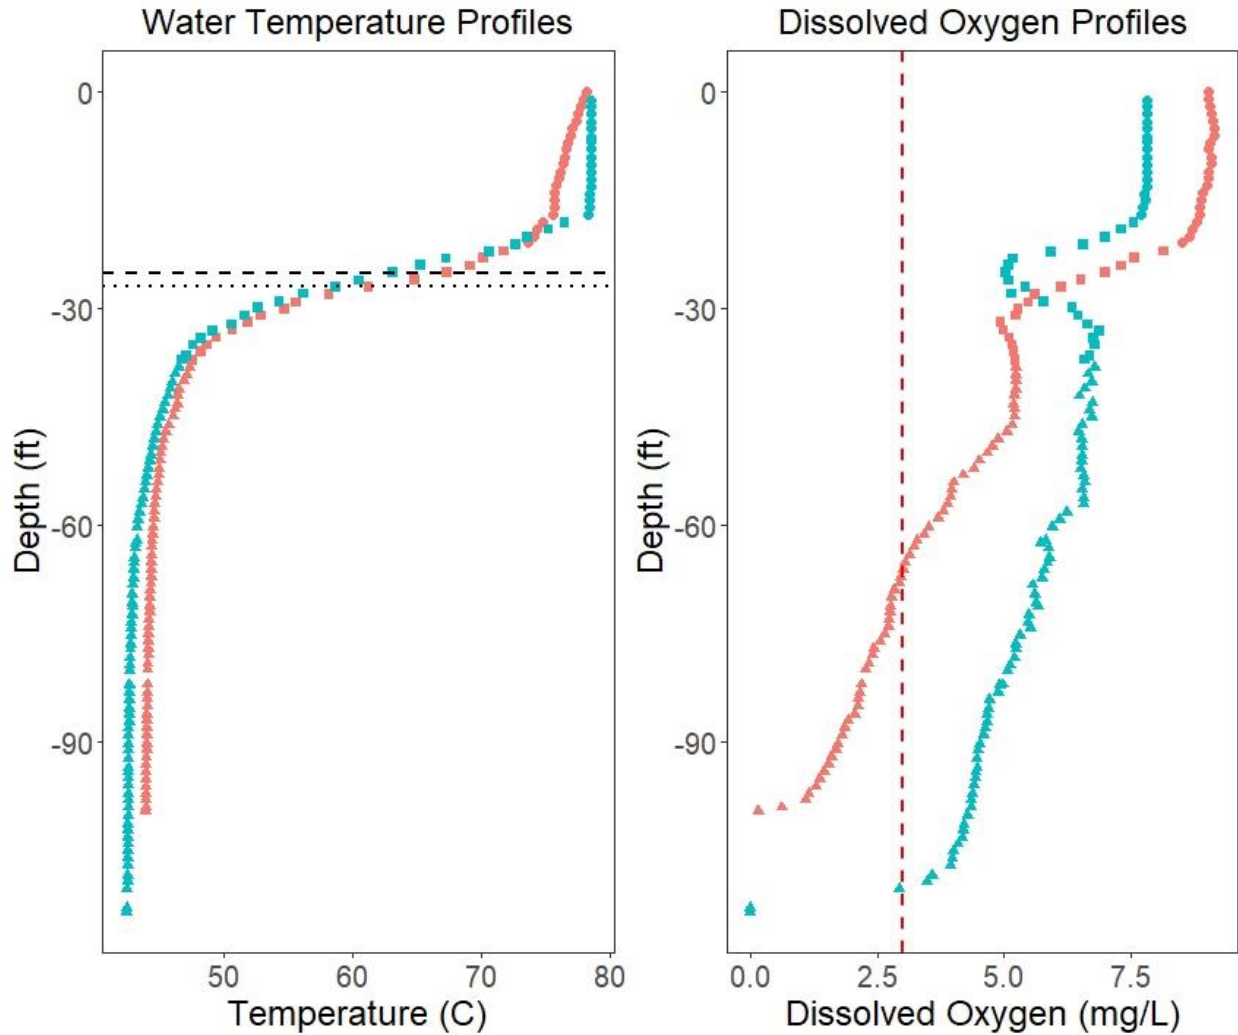 Water Temperature Profiles
0
-30
-60
-90
Depth (ft)
50 60 70 80
Temperature (C)
Dissolved Oxygen Profiles
0
-30
-60
-90
Depth (ft)
0.0 2.5 5.0 7.5
Dissolved Oxygen (mg/L)